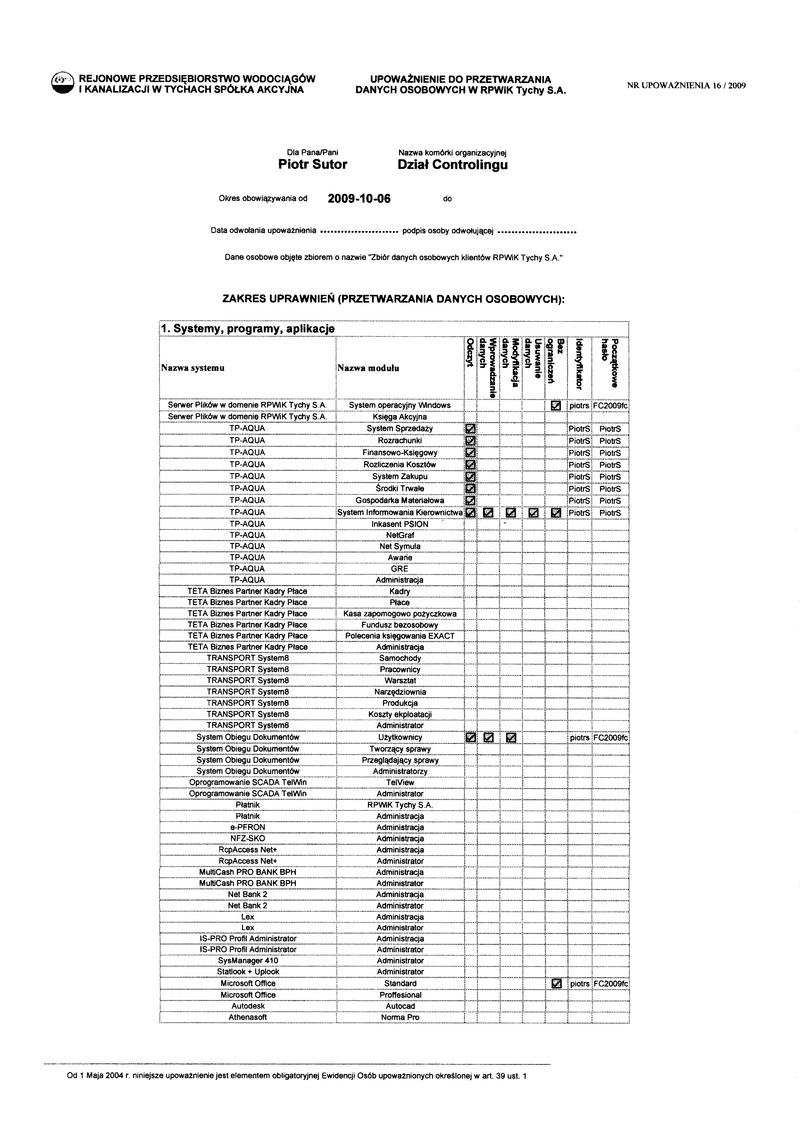 REJONOWE PRZEDSIĘBIORSTWO WODOCIĄGÓW
I KANALIZACJI W TYCHACH SPÓŁKA AKCYJNA
UPOWAŻNIENIE DO PRZETWARZANIA
DANYCH OSOBOWYCH W RPWiK Tychy S.A.
NR UPOWAŻNIENIA 16 / 2009
Dla Pana/Pani
Piotr Sutor
Nazwa komórki organizacyjnej
Dział Controlingu
Okres obowiązywania od 2009-10-06 do
Data odwołania upoważnienia ........................ podpis osoby odwołującej ........................
Dane osobowe objęte zbiorem o nazwie "Zbiór danych osobowych klientów RPWiK Tychy S.A."
ZAKRES UPRAWNIEŃ (PRZETWARZANIA DANYCH OSOBOWYCH):
1. Systemy, programy, aplikacje
Nazwa systemu Nazwa modułu Odczyt Wprowadzanie danych Modyfikacja danych Usuwanie danych Bez ograniczeń Identyfikator Początkowe hasło
Serwer Plików w domenie RPWiK Tychy S.A. System operacyjny Windows ☑ piotrs FC2009fc
Serwer Plików w domenie RPWiK Tychy S.A. Księga Akcyjna
TP-AQUA System Sprzedaży ☑ PiotrS PiotrS
TP-AQUA Rozrachunki ☑ PiotrS PiotrS
TP-AQUA Finansowo-Księgowy ☑ PiotrS PiotrS
TP-AQUA Rozliczenia Kosztów ☑ PiotrS PiotrS
TP-AQUA System Zakupu ☑ PiotrS PiotrS
TP-AQUA Środki Trwałe ☑ PiotrS PiotrS
TP-AQUA Gospodarka Materiałowa ☑ PiotrS PiotrS
TP-AQUA System Informowania Kierownictwa ☑ ☑ ☑ ☑ ☑ PiotrS PiotrS
TP-AQUA Inkasent PSION
TP-AQUA NetGraf
TP-AQUA Net Symula
TP-AQUA Awarie
TP-AQUA GRE
TP-AQUA Administracja
TETA Biznes Partner Kadry Płace Kadry
TETA Biznes Partner Kadry Płace Płace
TETA Biznes Partner Kadry Płace Kasa zapomogowo pożyczkowa
TETA Biznes Partner Kadry Płace Fundusz bezosobowy
TETA Biznes Partner Kadry Płace Polecenia księgowania EXACT
TETA Biznes Partner Kadry Płace Administracja
TRANSPORT System8 Samochody
TRANSPORT System8 Pracownicy
TRANSPORT System8 Warsztat
TRANSPORT System8 Narzędziownia
TRANSPORT System8 Produkcja
TRANSPORT System8 Koszty ekploatacji
TRANSPORT System8 Administrator
System Obiegu Dokumentów Użytkownicy ☑ ☑ ☑ piotrs FC2009fc
System Obiegu Dokumentów Tworzący sprawy
System Obiegu Dokumentów Przeglądający sprawy
System Obiegu Dokumentów Administratorzy
Oprogramowanie SCADA TelWin TelView
Oprogramowanie SCADA TelWin Administrator
Płatnik RPWiK Tychy S.A.
Płatnik Administracja
e-PFRON Administracja
NFZ-SKO Administracja
RcpAccess Net+ Administracja
RcpAccess Net+ Administrator
MultiCash PRO BANK BPH Administracja
MultiCash PRO BANK BPH Administrator
Net Bank 2 Administracja
Net Bank 2 Administrator
Lex Administracja
Lex Administrator
IS-PRO Profil Administrator Administracja
IS-PRO Profil Administrator Administrator
SysManager 410 Administrator
Statlook + Uplook Administrator
Microsoft Office Standard ☑ piotrs FC2009fc
Microsoft Office Proffesional
Autodesk Autocad
Athenasoft Norma Pro
Od 1 Maja 2004 r. niniejsze upoważnienie jest elementem obligatoryjnej Ewidencji Osób upoważnionych określonej w art. 39 ust. 1